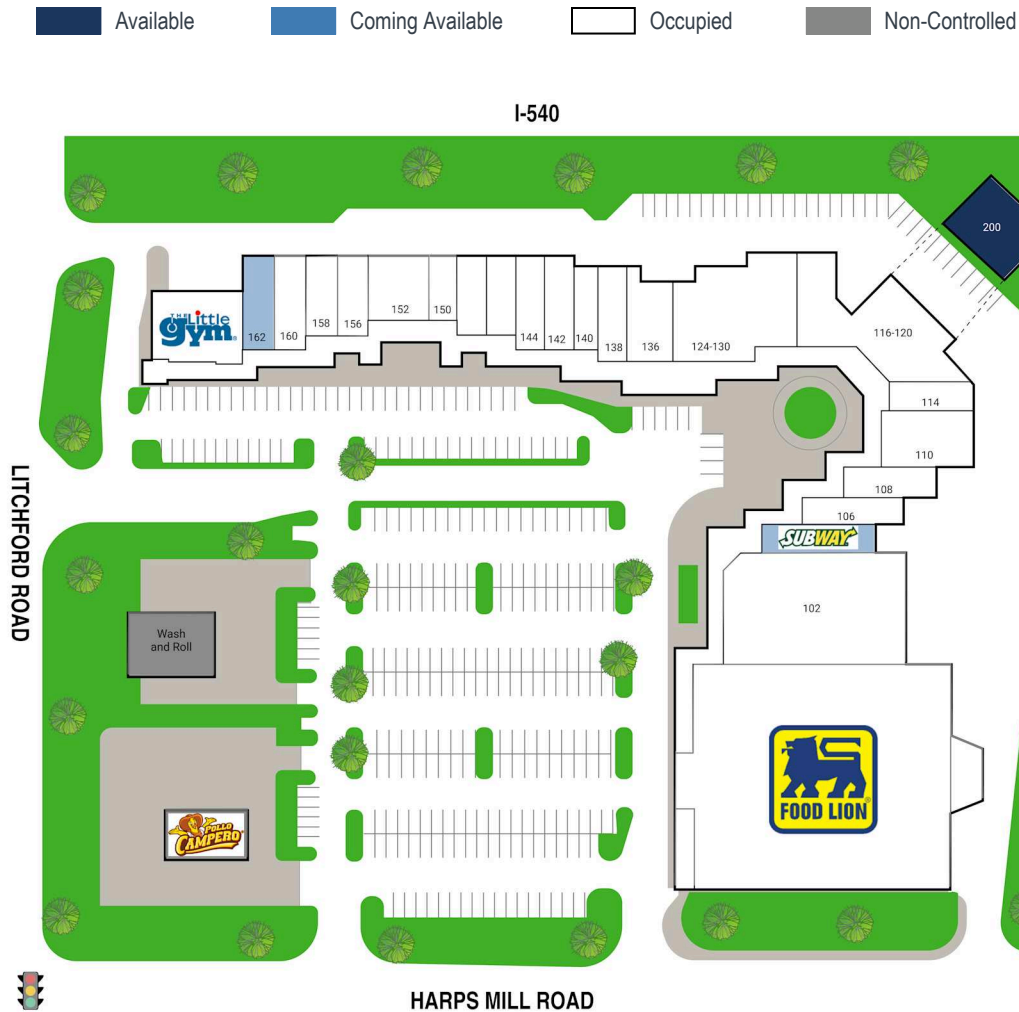 Available
Coming Available
Occupied
Non-Controlled
I-540
200
THE Little
gym
162
160
158
156
152
150
144
142
140
138
136
124-130
116-120
114
110
108
106
SUBWAY
102
LITCHFORD ROAD
Wash
and Roll
POLLO
CAMPERO
FOOD LION
HARPS MILL ROAD